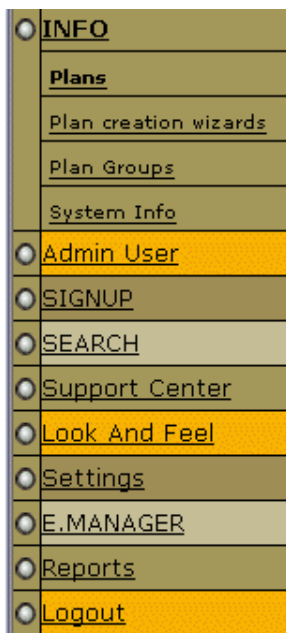 INFO
Plans
Plan creation wizards
Plan Groups
System Info
Admin User
SIGNUP
SEARCH
Support Center
Look And Feel
Settings
E.MANAGER
Reports
Logout